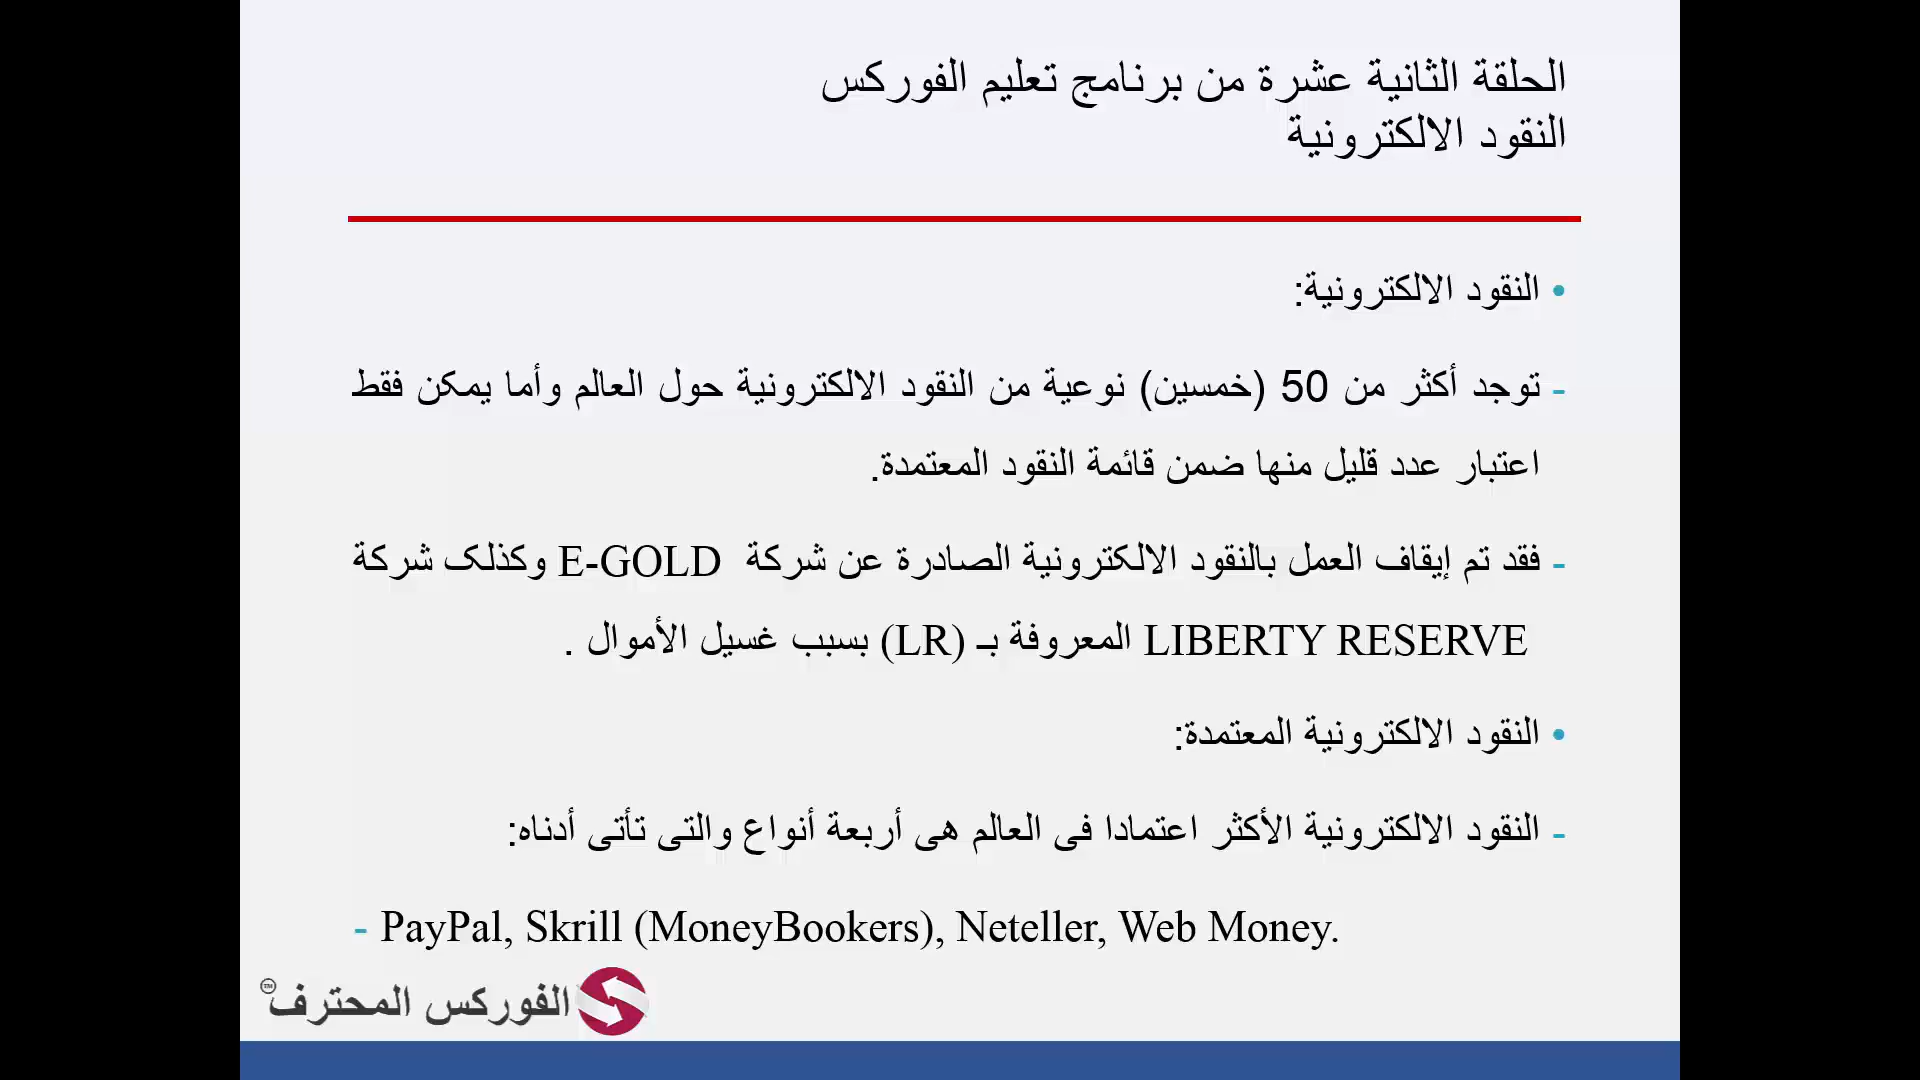 الحلقة الثانية عشرة من برنامج تعليم الفوركس
النقود الالكترونية
• النقود الالكترونية:
- توجد أكثر من 50 (خمسين) نوعية من النقود الالكترونية حول العالم وأما يمكن فقط
اعتبار عدد قليل منها ضمن قائمة النقود المعتمدة.
- فقد تم إيقاف العمل بالنقود الالكترونية الصادرة عن شركة E-GOLD وكذلك شركة
LIBERTY RESERVE المعروفة بـ (LR) بسبب غسيل الأموال .
• النقود الالكترونية المعتمدة:
- النقود الالكترونية الأكثر اعتمادا فى العالم هى أربعة أنواع والتى تأتى أدناه:
- PayPal, Skrill (MoneyBookers), Neteller, Web Money.
الفوركس المحترف ™